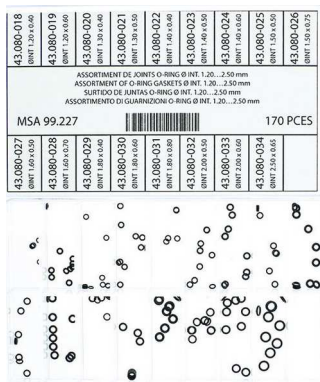 43.080-018 ØINT 1.20 x 0.40
43.080-019 ØINT 1.20 x 0.60
43.080-020 ØINT 1.30 x 0.40
43.080-021 ØINT 1.30 x 0.50
43.080-022 ØINT 1.40 x 0.40
43.080-023 ØINT 1.40 x 0.50
43.080-024 ØINT 1.40 x 0.60
43.080-025 ØINT 1.50 x 0.50
43.080-026 ØINT 1.50 x 0.75
ASSORTIMENT DE JOINTS O-RING Ø INT. 1.20...2.50 mm
ASSORTMENT OF O-RING GASKETS Ø INT. 1.20...2.50 mm
SURTIDO DE JUNTAS O-RING Ø INT. 1.20...2.50 mm
ASSORTIMENTO DI GUARNIZIONI O-RING Ø INT. 1.20...2.50 mm
MSA 99.227
170 PCES
43.080-027 ØINT 1.60 x 0.50
43.080-028 ØINT 1.60 x 0.70
43.080-029 ØINT 1.80 x 0.40
43.080-030 ØINT 1.80 x 0.60
43.080-031 ØINT 1.80 x 0.80
43.080-032 ØINT 2.00 x 0.50
43.080-033 ØINT 2.00 x 0.60
43.080-034 ØINT 2.50 x 0.65